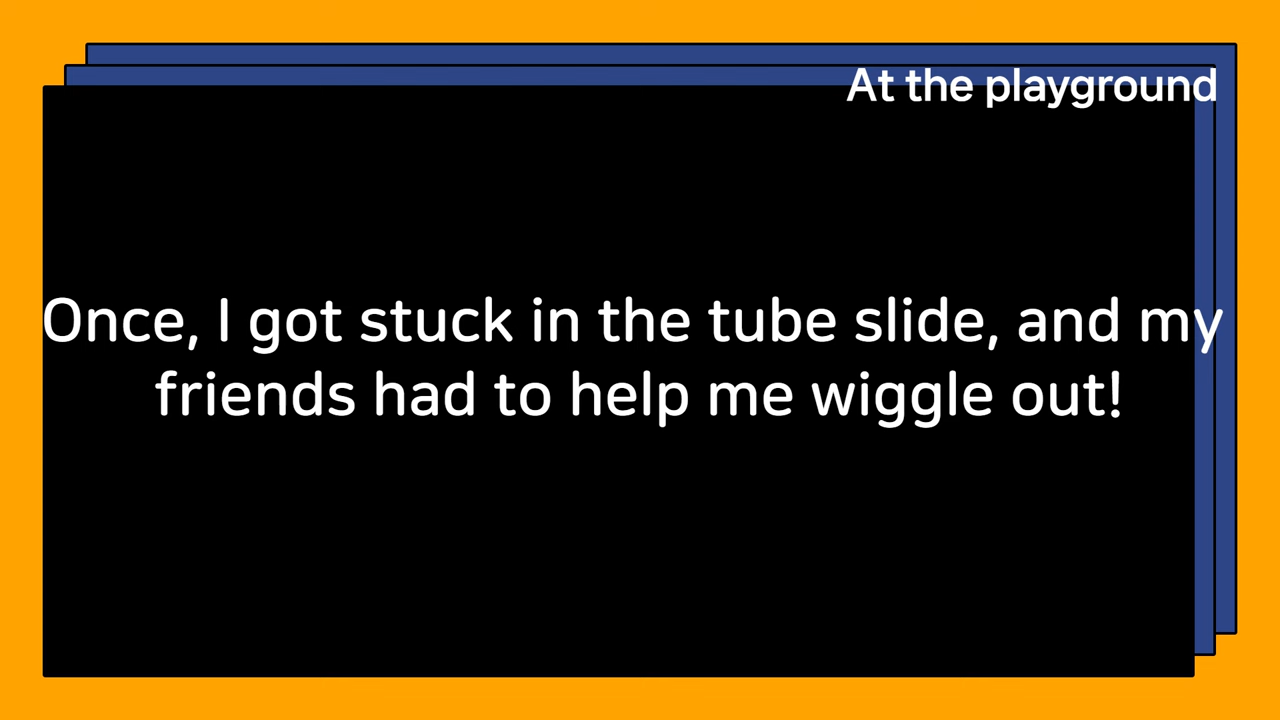 At the playground
Once, I got stuck in the tube slide, and my
friends had to help me wiggle out!